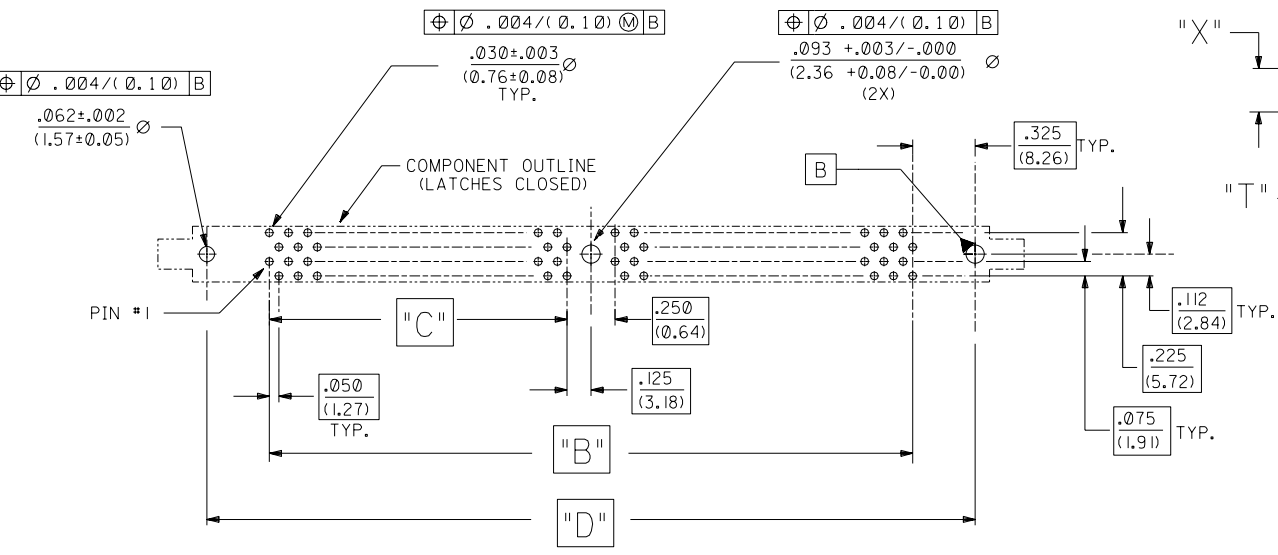 ⌖ Ø .004/(0.10) Ⓜ B
.030±.003
(0.76±0.08) Ø
TYP.
⌖ Ø .004/(0.10) B
.093 +.003/-.000
(2.36 +0.08/-0.00) Ø
(2X)
"X"
⌖ Ø .004/(0.10) B
.062±.002
(1.57±0.05) Ø
.325
(8.26) TYP.
COMPONENT OUTLINE
(LATCHES CLOSED)
B
"T"
PIN #1
"C"
.250
(0.64)
.112
(2.84) TYP.
.225
(5.72)
.050
(1.27)
TYP.
.125
(3.18)
.075
(1.91) TYP.
"B"
"D"